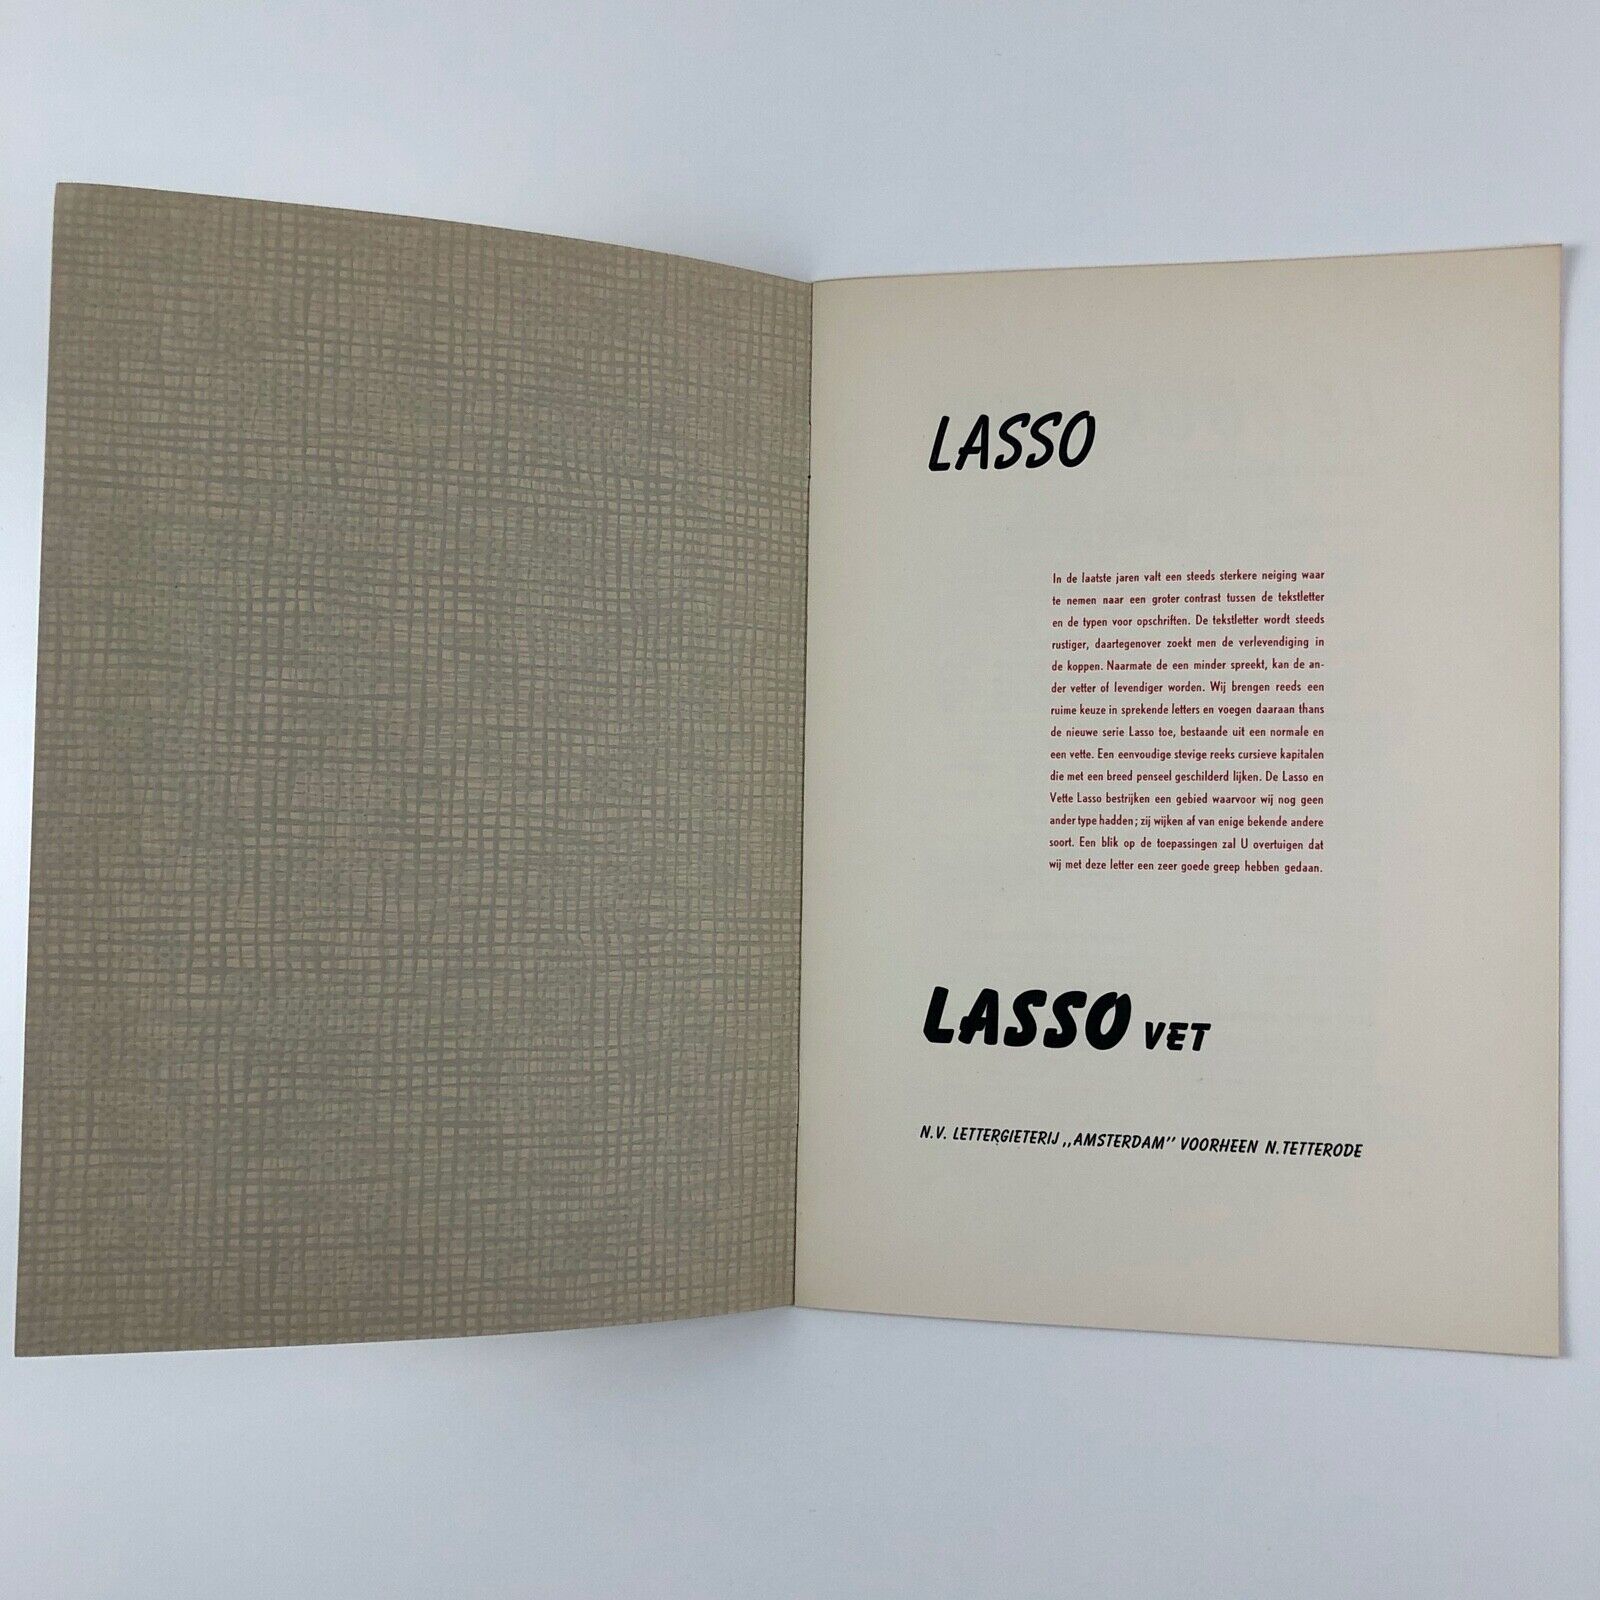 LASSO
In de laatste jaren valt een steeds sterkere neiging waar
te nemen naar een groter contrast tussen de tekstletter
en de typen voor opschriften. De tekstletter wordt steeds
rustiger, daartegenover zoekt men de verlevendiging in
de koppen. Naarmate de een minder spreekt, kan de an-
der vetter of levendiger worden. Wij brengen reeds een
ruime keuze in sprekende letters en voegen daaraan thans
de nieuwe serie Lasso toe, bestaande uit een normale en
een vette. Een eenvoudige stevige reeks cursieve kapitalen
die met een breed penseel geschilderd lijken. De Lasso en
Vette Lasso bestrijken een gebied waarvoor wij nog geen
ander type hadden; zij wijken af van enige bekende andere
soort. Een blik op de toepassingen zal U overtuigen dat
wij met deze letter een zeer goede greep hebben gedaan.
LASSO VET
N.V. LETTERGIETERIJ „AMSTERDAM” VOORHEEN N. TETTERODE